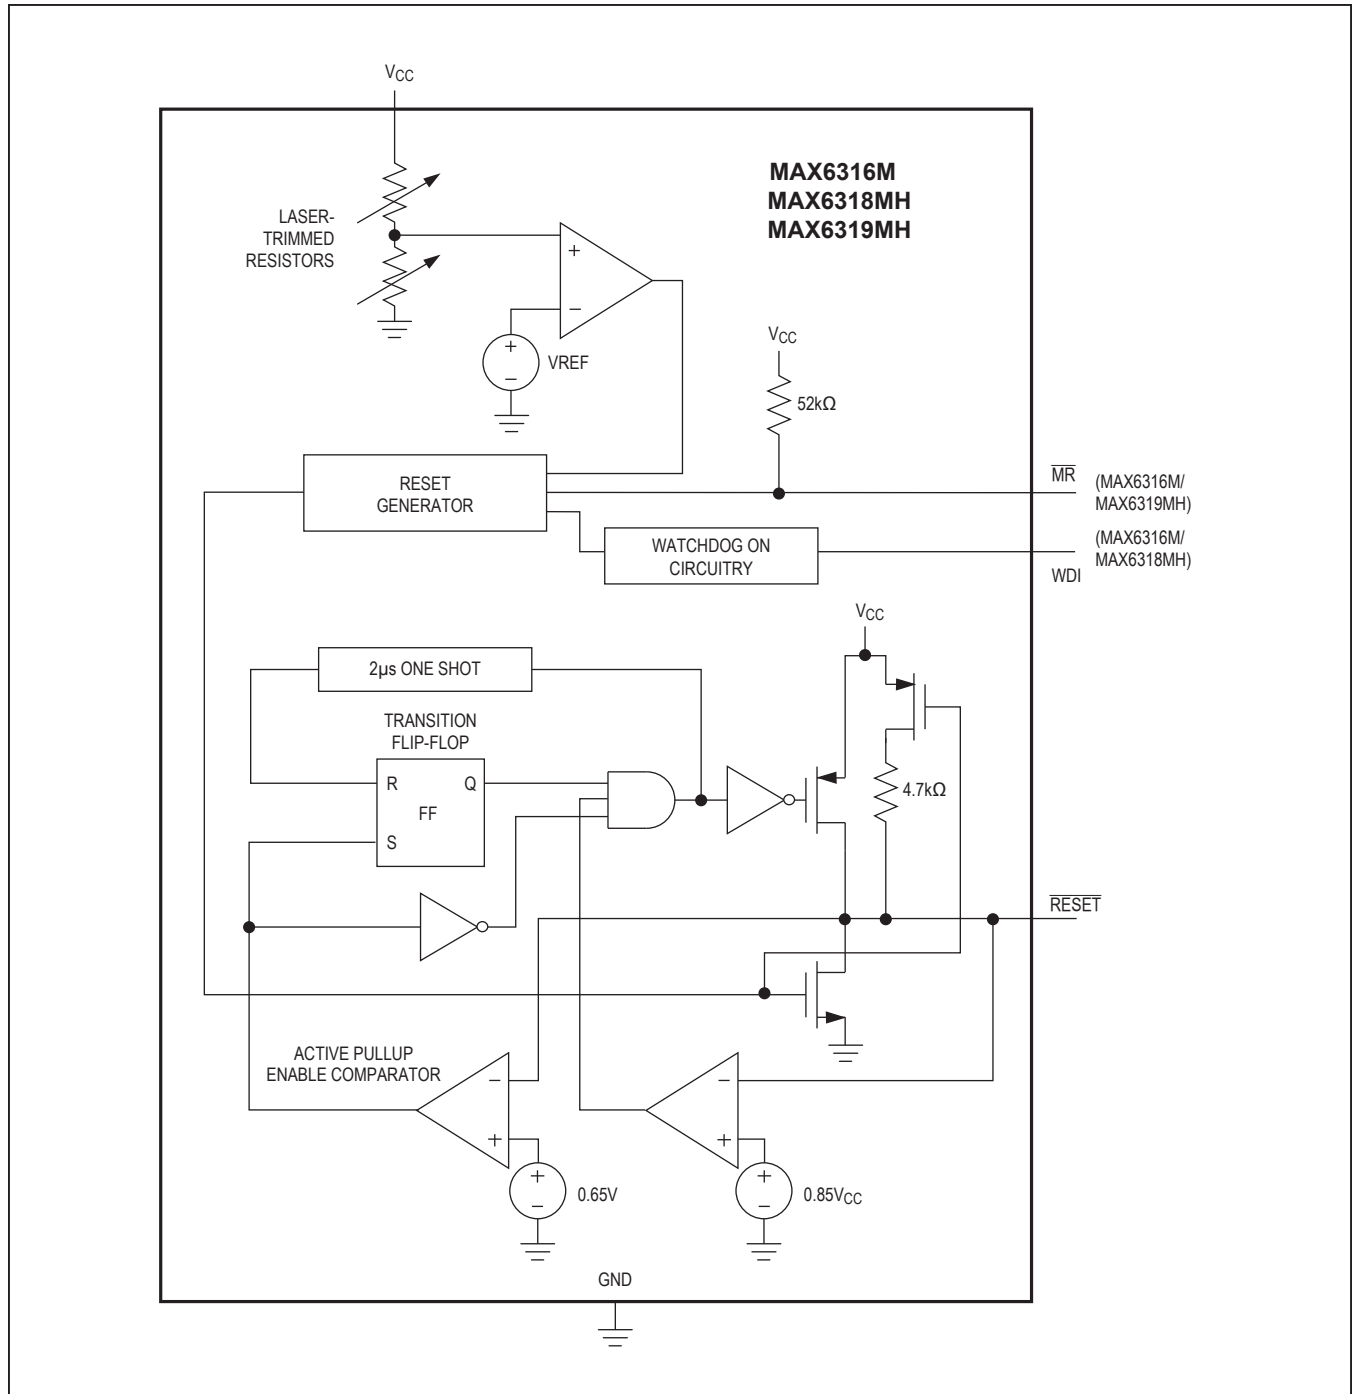 VCC
MAX6316M
MAX6318MH
MAX6319MH
LASER-
TRIMMED
RESISTORS
+
−
+
−
VREF
VCC
52kΩ
RESET
GENERATOR
MR
(MAX6316M/
MAX6319MH)
WATCHDOG ON
CIRCUITRY
(MAX6316M/
MAX6318MH)
WDI
VCC
2µs ONE SHOT
TRANSITION
FLIP-FLOP
R
Q
FF
S
4.7kΩ
RESET
ACTIVE PULLUP
ENABLE COMPARATOR
−
+
−
+
+
−
0.65V
+
−
0.85VCC
GND